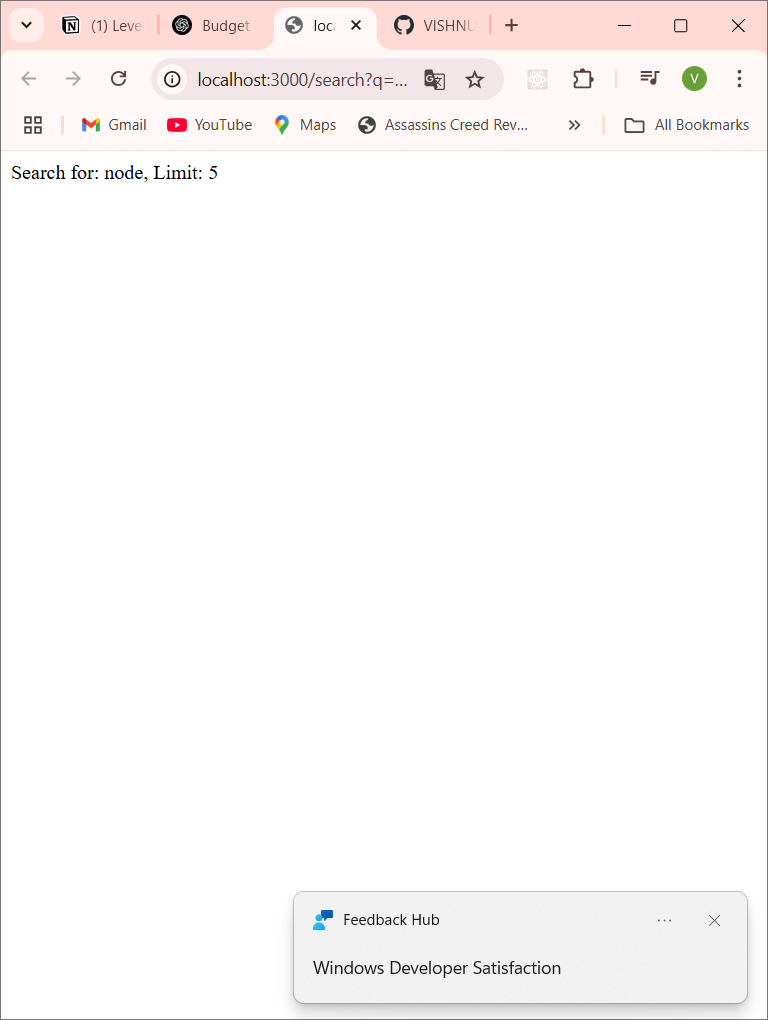 (1) Leve
Budget
loc
VISHNU
localhost:3000/search?q=...
V
Gmail
YouTube
Maps
Assassins Creed Rev...
All Bookmarks
Search for: node, Limit: 5
Feedback Hub
Windows Developer Satisfaction